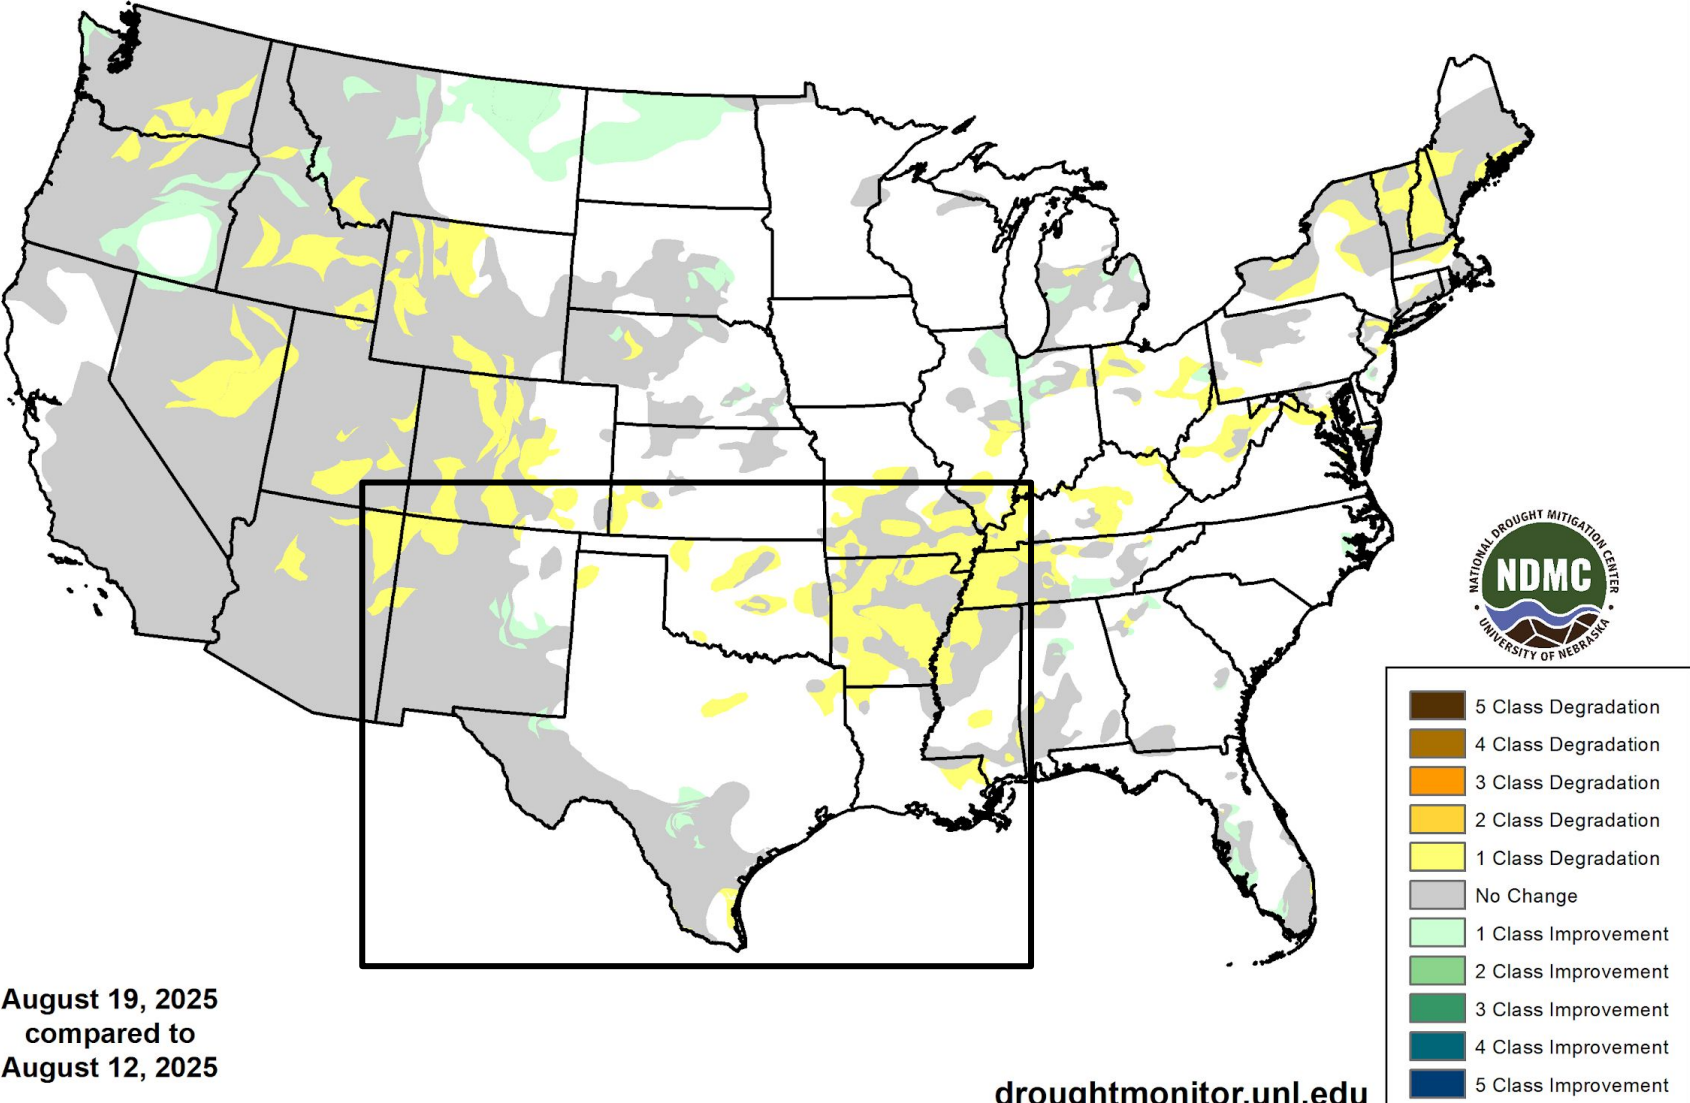 NATIONAL DROUGHT MITIGATION CENTER
NDMC
UNIVERSITY OF NEBRASKA
5 Class Degradation
4 Class Degradation
3 Class Degradation
2 Class Degradation
1 Class Degradation
No Change
1 Class Improvement
2 Class Improvement
3 Class Improvement
4 Class Improvement
5 Class Improvement
August 19, 2025
compared to
August 12, 2025
droughtmonitor.unl.edu